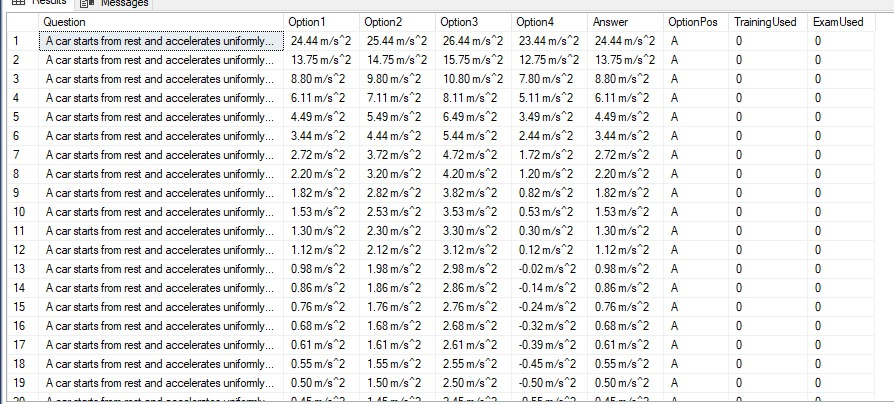 Results Messages
Question Option1 Option2 Option3 Option4 Answer OptionPos TrainingUsed ExamUsed
1 A car starts from rest and accelerates uniformly... 24.44 m/s^2 25.44 m/s^2 26.44 m/s^2 23.44 m/s^2 24.44 m/s^2 A 0 0
2 A car starts from rest and accelerates uniformly... 13.75 m/s^2 14.75 m/s^2 15.75 m/s^2 12.75 m/s^2 13.75 m/s^2 A 0 0
3 A car starts from rest and accelerates uniformly... 8.80 m/s^2 9.80 m/s^2 10.80 m/s^2 7.80 m/s^2 8.80 m/s^2 A 0 0
4 A car starts from rest and accelerates uniformly... 6.11 m/s^2 7.11 m/s^2 8.11 m/s^2 5.11 m/s^2 6.11 m/s^2 A 0 0
5 A car starts from rest and accelerates uniformly... 4.49 m/s^2 5.49 m/s^2 6.49 m/s^2 3.49 m/s^2 4.49 m/s^2 A 0 0
6 A car starts from rest and accelerates uniformly... 3.44 m/s^2 4.44 m/s^2 5.44 m/s^2 2.44 m/s^2 3.44 m/s^2 A 0 0
7 A car starts from rest and accelerates uniformly... 2.72 m/s^2 3.72 m/s^2 4.72 m/s^2 1.72 m/s^2 2.72 m/s^2 A 0 0
8 A car starts from rest and accelerates uniformly... 2.20 m/s^2 3.20 m/s^2 4.20 m/s^2 1.20 m/s^2 2.20 m/s^2 A 0 0
9 A car starts from rest and accelerates uniformly... 1.82 m/s^2 2.82 m/s^2 3.82 m/s^2 0.82 m/s^2 1.82 m/s^2 A 0 0
10 A car starts from rest and accelerates uniformly... 1.53 m/s^2 2.53 m/s^2 3.53 m/s^2 0.53 m/s^2 1.53 m/s^2 A 0 0
11 A car starts from rest and accelerates uniformly... 1.30 m/s^2 2.30 m/s^2 3.30 m/s^2 0.30 m/s^2 1.30 m/s^2 A 0 0
12 A car starts from rest and accelerates uniformly... 1.12 m/s^2 2.12 m/s^2 3.12 m/s^2 0.12 m/s^2 1.12 m/s^2 A 0 0
13 A car starts from rest and accelerates uniformly... 0.98 m/s^2 1.98 m/s^2 2.98 m/s^2 -0.02 m/s^2 0.98 m/s^2 A 0 0
14 A car starts from rest and accelerates uniformly... 0.86 m/s^2 1.86 m/s^2 2.86 m/s^2 -0.14 m/s^2 0.86 m/s^2 A 0 0
15 A car starts from rest and accelerates uniformly... 0.76 m/s^2 1.76 m/s^2 2.76 m/s^2 -0.24 m/s^2 0.76 m/s^2 A 0 0
16 A car starts from rest and accelerates uniformly... 0.68 m/s^2 1.68 m/s^2 2.68 m/s^2 -0.32 m/s^2 0.68 m/s^2 A 0 0
17 A car starts from rest and accelerates uniformly... 0.61 m/s^2 1.61 m/s^2 2.61 m/s^2 -0.39 m/s^2 0.61 m/s^2 A 0 0
18 A car starts from rest and accelerates uniformly... 0.55 m/s^2 1.55 m/s^2 2.55 m/s^2 -0.45 m/s^2 0.55 m/s^2 A 0 0
19 A car starts from rest and accelerates uniformly... 0.50 m/s^2 1.50 m/s^2 2.50 m/s^2 -0.50 m/s^2 0.50 m/s^2 A 0 0